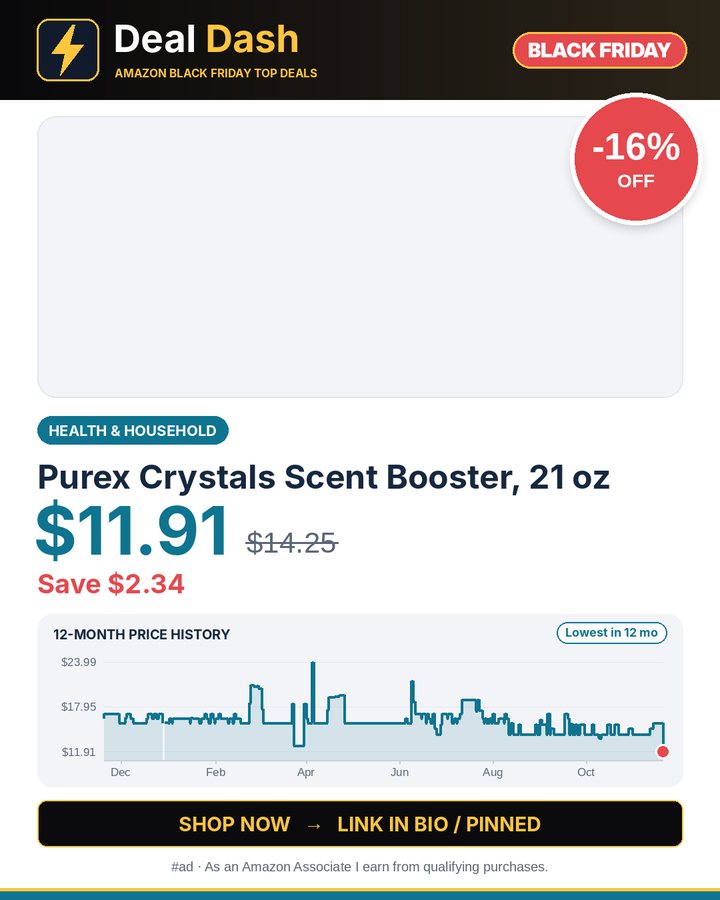 Deal Dash
AMAZON BLACK FRIDAY TOP DEALS
BLACK FRIDAY
-16%
OFF
HEALTH & HOUSEHOLD
Purex Crystals Scent Booster, 21 oz
$11.91 $14.25
Save $2.34
12-MONTH PRICE HISTORY
Lowest in 12 mo
$23.99
$17.95
$11.91
Dec Feb Apr Jun Aug Oct
SHOP NOW → LINK IN BIO / PINNED
#ad · As an Amazon Associate I earn from qualifying purchases.